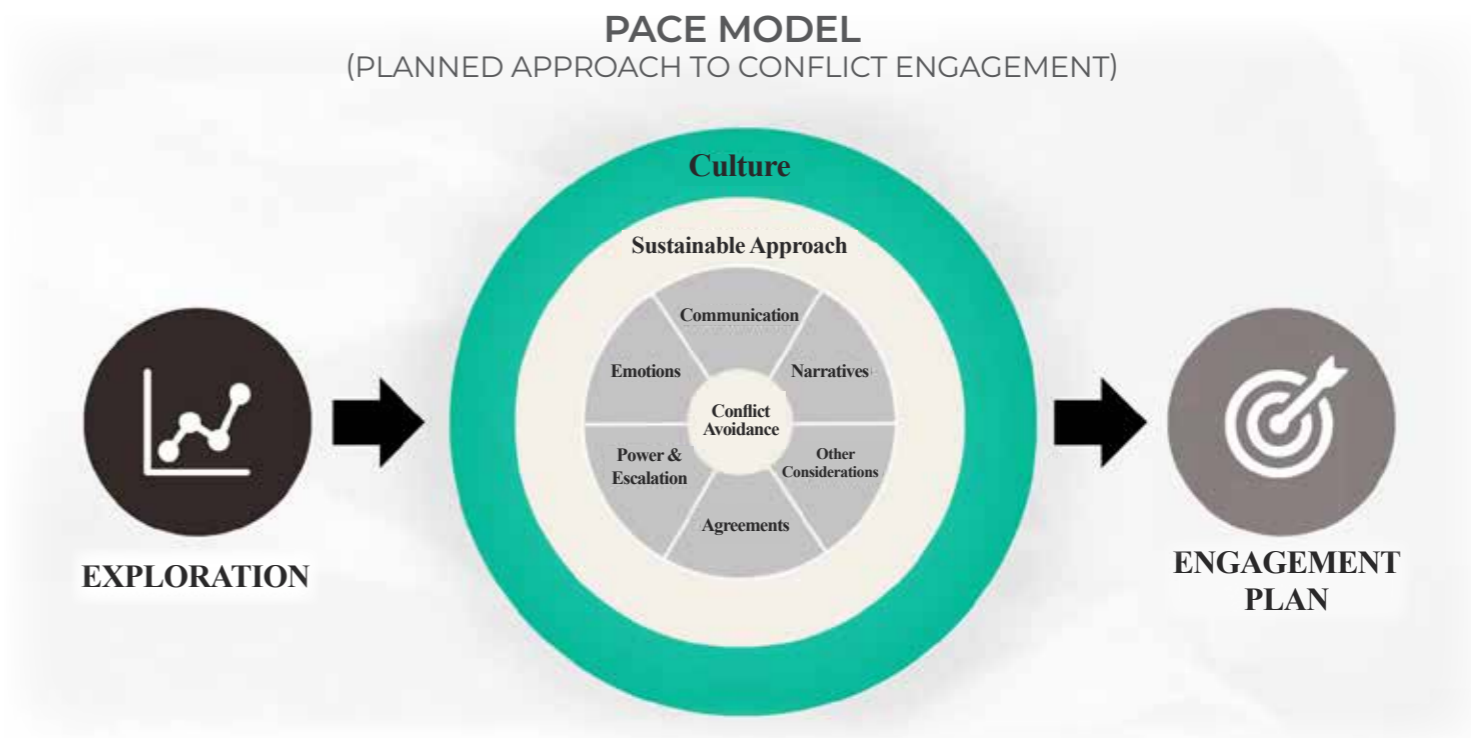 PACE MODEL
(PLANNED APPROACH TO CONFLICT ENGAGEMENT)
Culture
Sustainable Approach
Communication
Emotions
Narratives
Conflict
Avoidance
Power &
Escalation
Other
Considerations
Agreements
EXPLORATION
ENGAGEMENT
PLAN